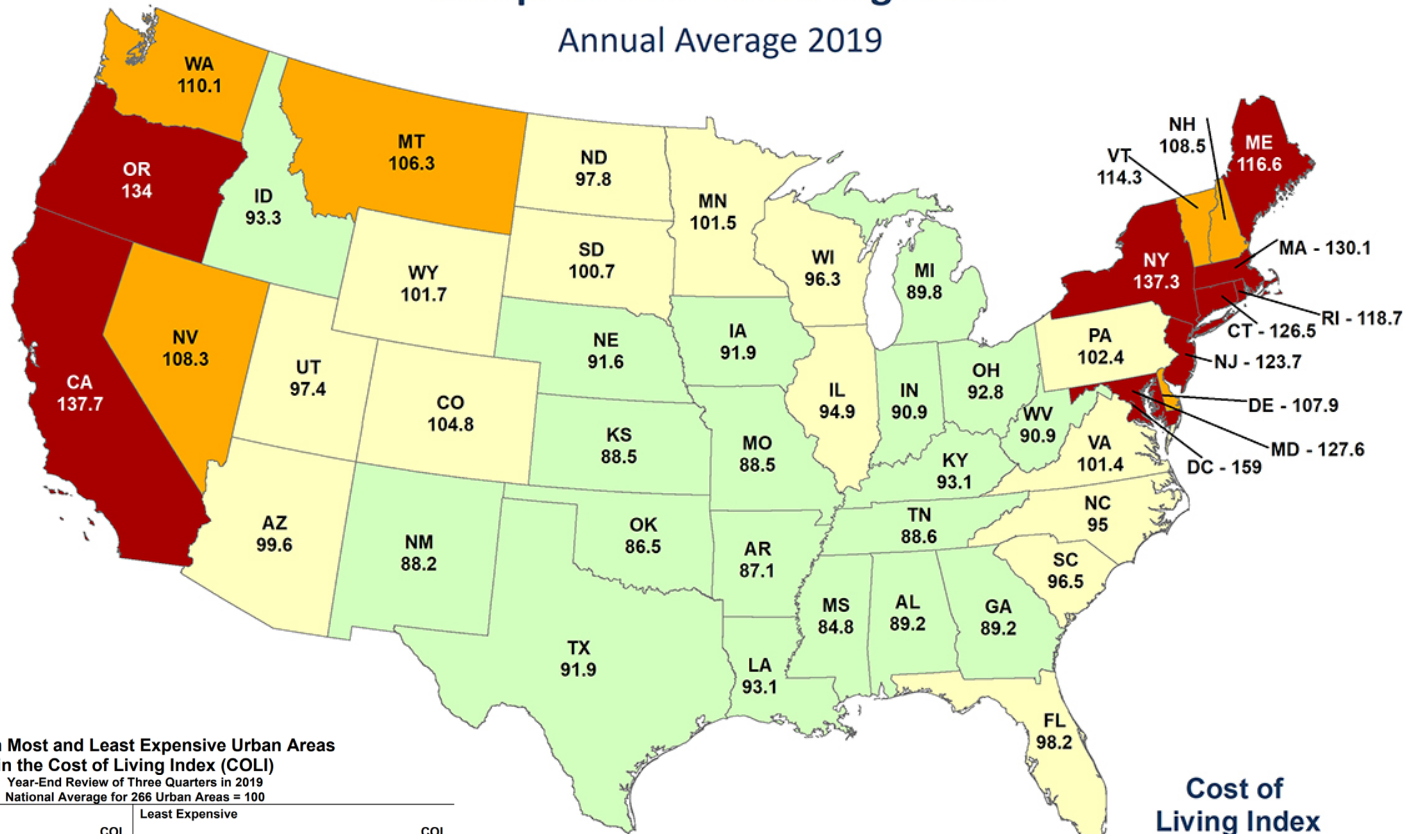 Annual Average 2019
WA
110.1
OR
134
ID
93.3
MT
106.3
ND
97.8
MN
101.5
SD
100.7
WY
101.7
WI
96.3
MI
89.8
NH
108.5
VT
114.3
ME
116.6
NY
137.3
MA - 130.1
RI - 118.7
CT - 126.5
NJ - 123.7
PA
102.4
DE - 107.9
MD - 127.6
DC - 159
NV
108.3
CA
137.7
UT
97.4
CO
104.8
NE
91.6
IA
91.9
IL
94.9
IN
90.9
OH
92.8
WV
90.9
VA
101.4
KS
88.5
MO
88.5
KY
93.1
AZ
99.6
NM
88.2
OK
86.5
AR
87.1
TN
88.6
NC
95
SC
96.5
MS
84.8
AL
89.2
GA
89.2
TX
91.9
LA
93.1
FL
98.2
Most and Least Expensive Urban Areas
in the Cost of Living Index (COLI)
Year-End Review of Three Quarters in 2019
National Average for 266 Urban Areas = 100
Least Expensive
COL
COL
Cost of
Living Index